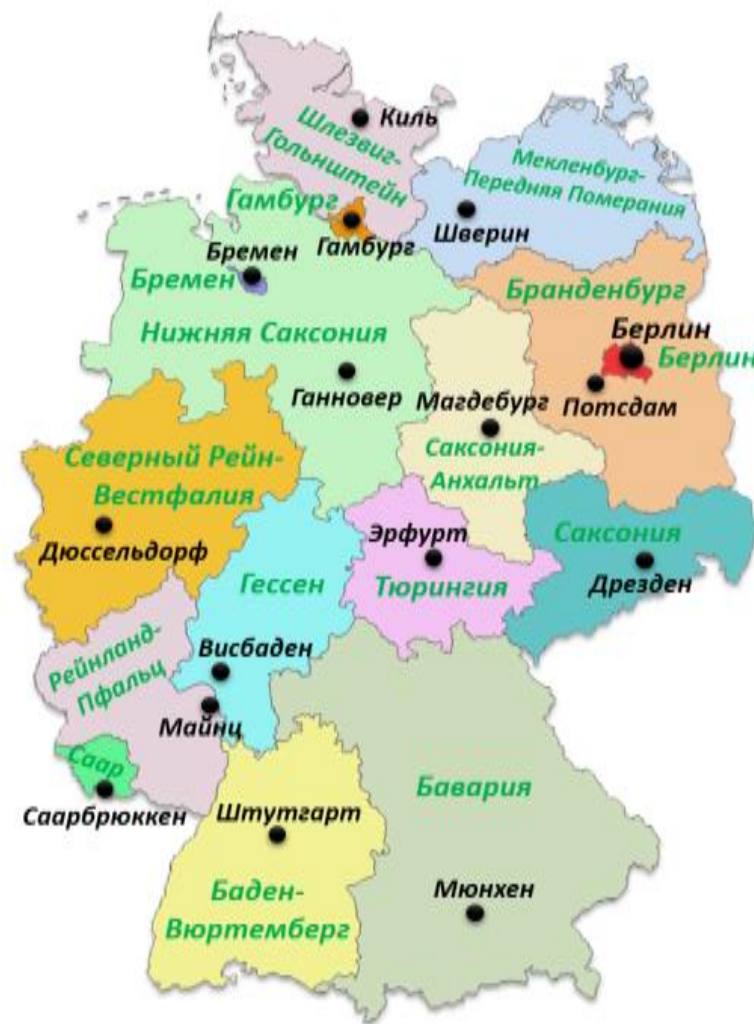 Киль
Шлезвиг-
Гольнштейн
Мекленбург-
Передняя Померания
Гамбург
Шверин
Гамбург
Бремен
Бремен
Бранденбург
Нижняя Саксония
Берлин
Берлин
Ганновер
Магдебург
Потсдам
Саксония-
Анхальт
Северный Рейн-
Вестфалия
Дюссельдорф
Эрфурт
Саксония
Гессен
Тюрингия
Дрезден
Рейнланд-
Пфальц
Висбаден
Майнц
Саар
Саарбрюккен
Штутгарт
Бавария
Баден-
Вюртемберг
Мюнхен